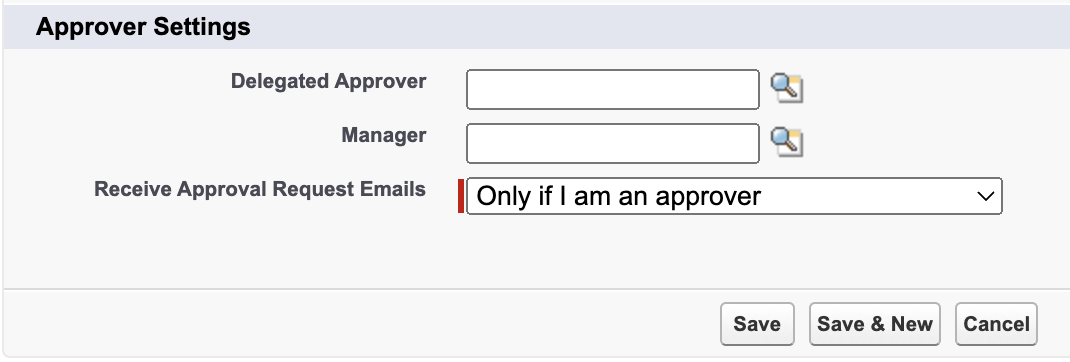 Approver Settings
Delegated Approver
Manager
Receive Approval Request Emails Only if I am an approver
Save Save & New Cancel